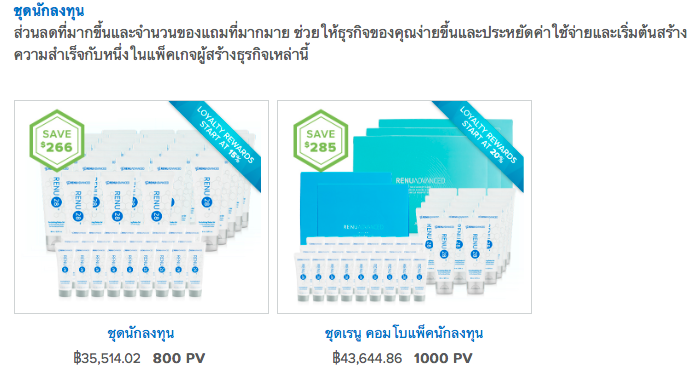 ชุดนักลงทุน
ส่วนลดที่มากขึ้นและจำนวนของแถมที่มากมาย ช่วยให้ธุรกิจของคุณง่ายขึ้นและประหยัดค่าใช้จ่ายและเริ่มต้นสร้าง
ความสำเร็จกับหนึ่งในแพ็คเกจผู้สร้างธุรกิจเหล่านี้
SAVE
$266
LOYALTY REWARDS
START AT 15%
SAVE
$285
LOYALTY REWARDS
START AT 20%
RENUADVANCED
RENU 28
RENU 28
RENU 28
RENU 28
RENU 28
ชุดนักลงทุน
฿35,514.02 800 PV
ชุดเรนู คอมโบแพ็คนักลงทุน
฿43,644.86 1000 PV